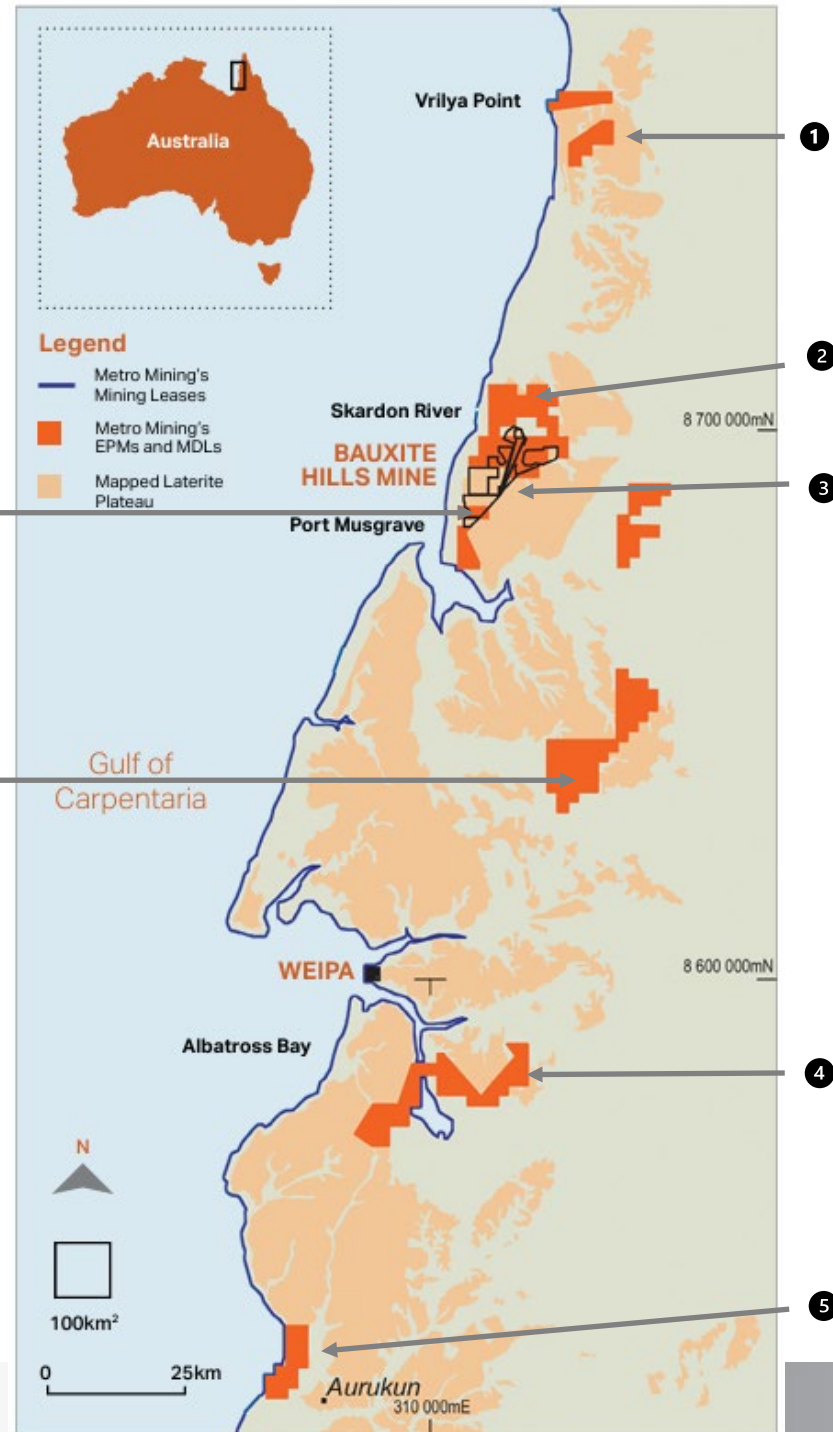 Australia
Vrilya Point
1
Legend
Metro Mining's
Mining Leases
Metro Mining's
EPMs and MDLs
Mapped Laterite
Plateau
2
Skardon River
8 700 000mN
BAUXITE
HILLS MINE
3
Port Musgrave
Gulf of
Carpentaria
WEIPA
8 600 000mN
Albatross Bay
4
N
100km²
5
0 25km
Aurukun
310 000mE